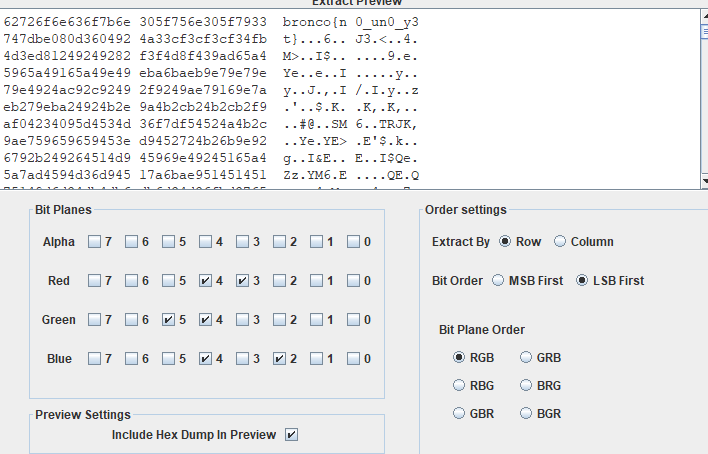 Extract Preview
62726f6e636f7b6e 305f756e305f7933 bronco{n 0_un0_y3
747dbe080d360492 4a33cf3cf3cf34fb t}...6.. J3.<..4.
4d3ed81249249282 f3f4d8f439ad65a4 M>..I$.. ....9.e.
5965a49165a49e49 eba6baeb9e79e79e Ye..e..I .....y..
79e4924ac92c9249 2f9249ae79169e7a y..J.,.I /.I.y..z
eb279eba24924b2e 9a4b2cb24b2cb2f9 .'..$.K. .K,.K,..
af04234095d4534d 36f7df54524a4b2c ..#@..SM 6..TRJK,
9ae759659659453e d9452724b26b9e92 ..Ye.YE> .E'$.k..
6792b249264514d9 45969e49245165a4 g..I&E.. E..I$Qe.
5a7ad4594d36d945 17a6bae951451451 Zz.YM6.E ....QE.Q
Bit Planes
Alpha 7 6 5 4 3 2 1 0
Red 7 6 5 4 3 2 1 0
Green 7 6 5 4 3 2 1 0
Blue 7 6 5 4 3 2 1 0
Preview Settings
Include Hex Dump In Preview
Order settings
Extract By Row Column
Bit Order MSB First LSB First
Bit Plane Order
RGB GRB
RBG BRG
GBR BGR